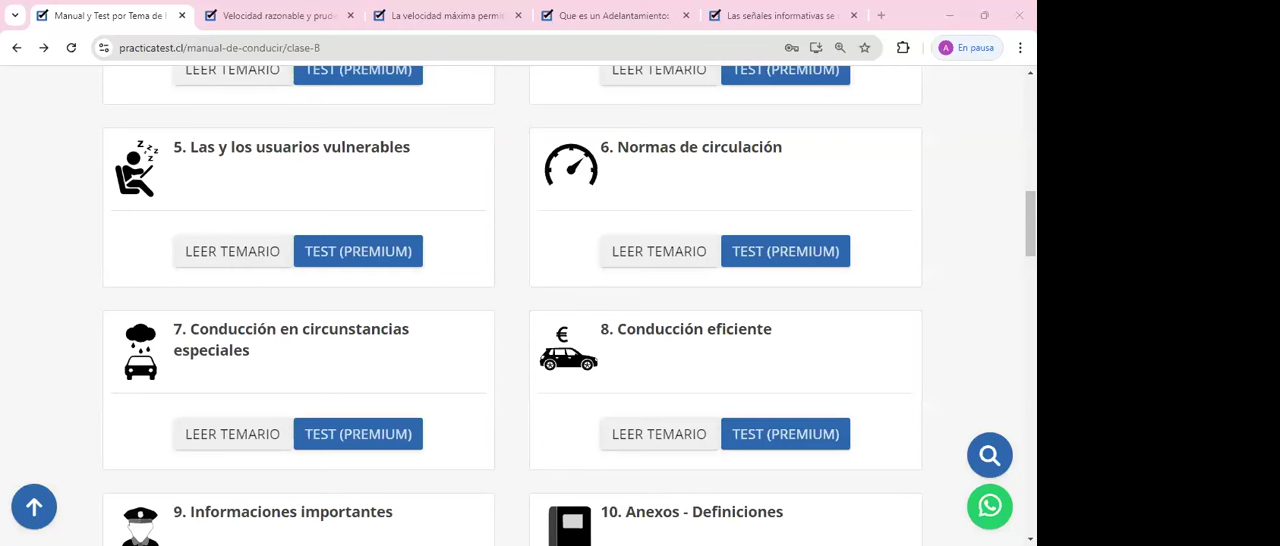 Manual y Test por Tema de
Velocidad razonable y prud
La velocidad máxima permi
Que es un Adelantamiento:
Las señales informativas se
practicatest.cl/manual-de-conducir/clase-B
A En pausa
LEER TEMARIO TEST (PREMIUM)
LEER TEMARIO TEST (PREMIUM)
5. Las y los usuarios vulnerables
LEER TEMARIO TEST (PREMIUM)
6. Normas de circulación
LEER TEMARIO TEST (PREMIUM)
7. Conducción en circunstancias
especiales
LEER TEMARIO TEST (PREMIUM)
8. Conducción eficiente
€
LEER TEMARIO TEST (PREMIUM)
9. Informaciones importantes
10. Anexos - Definiciones